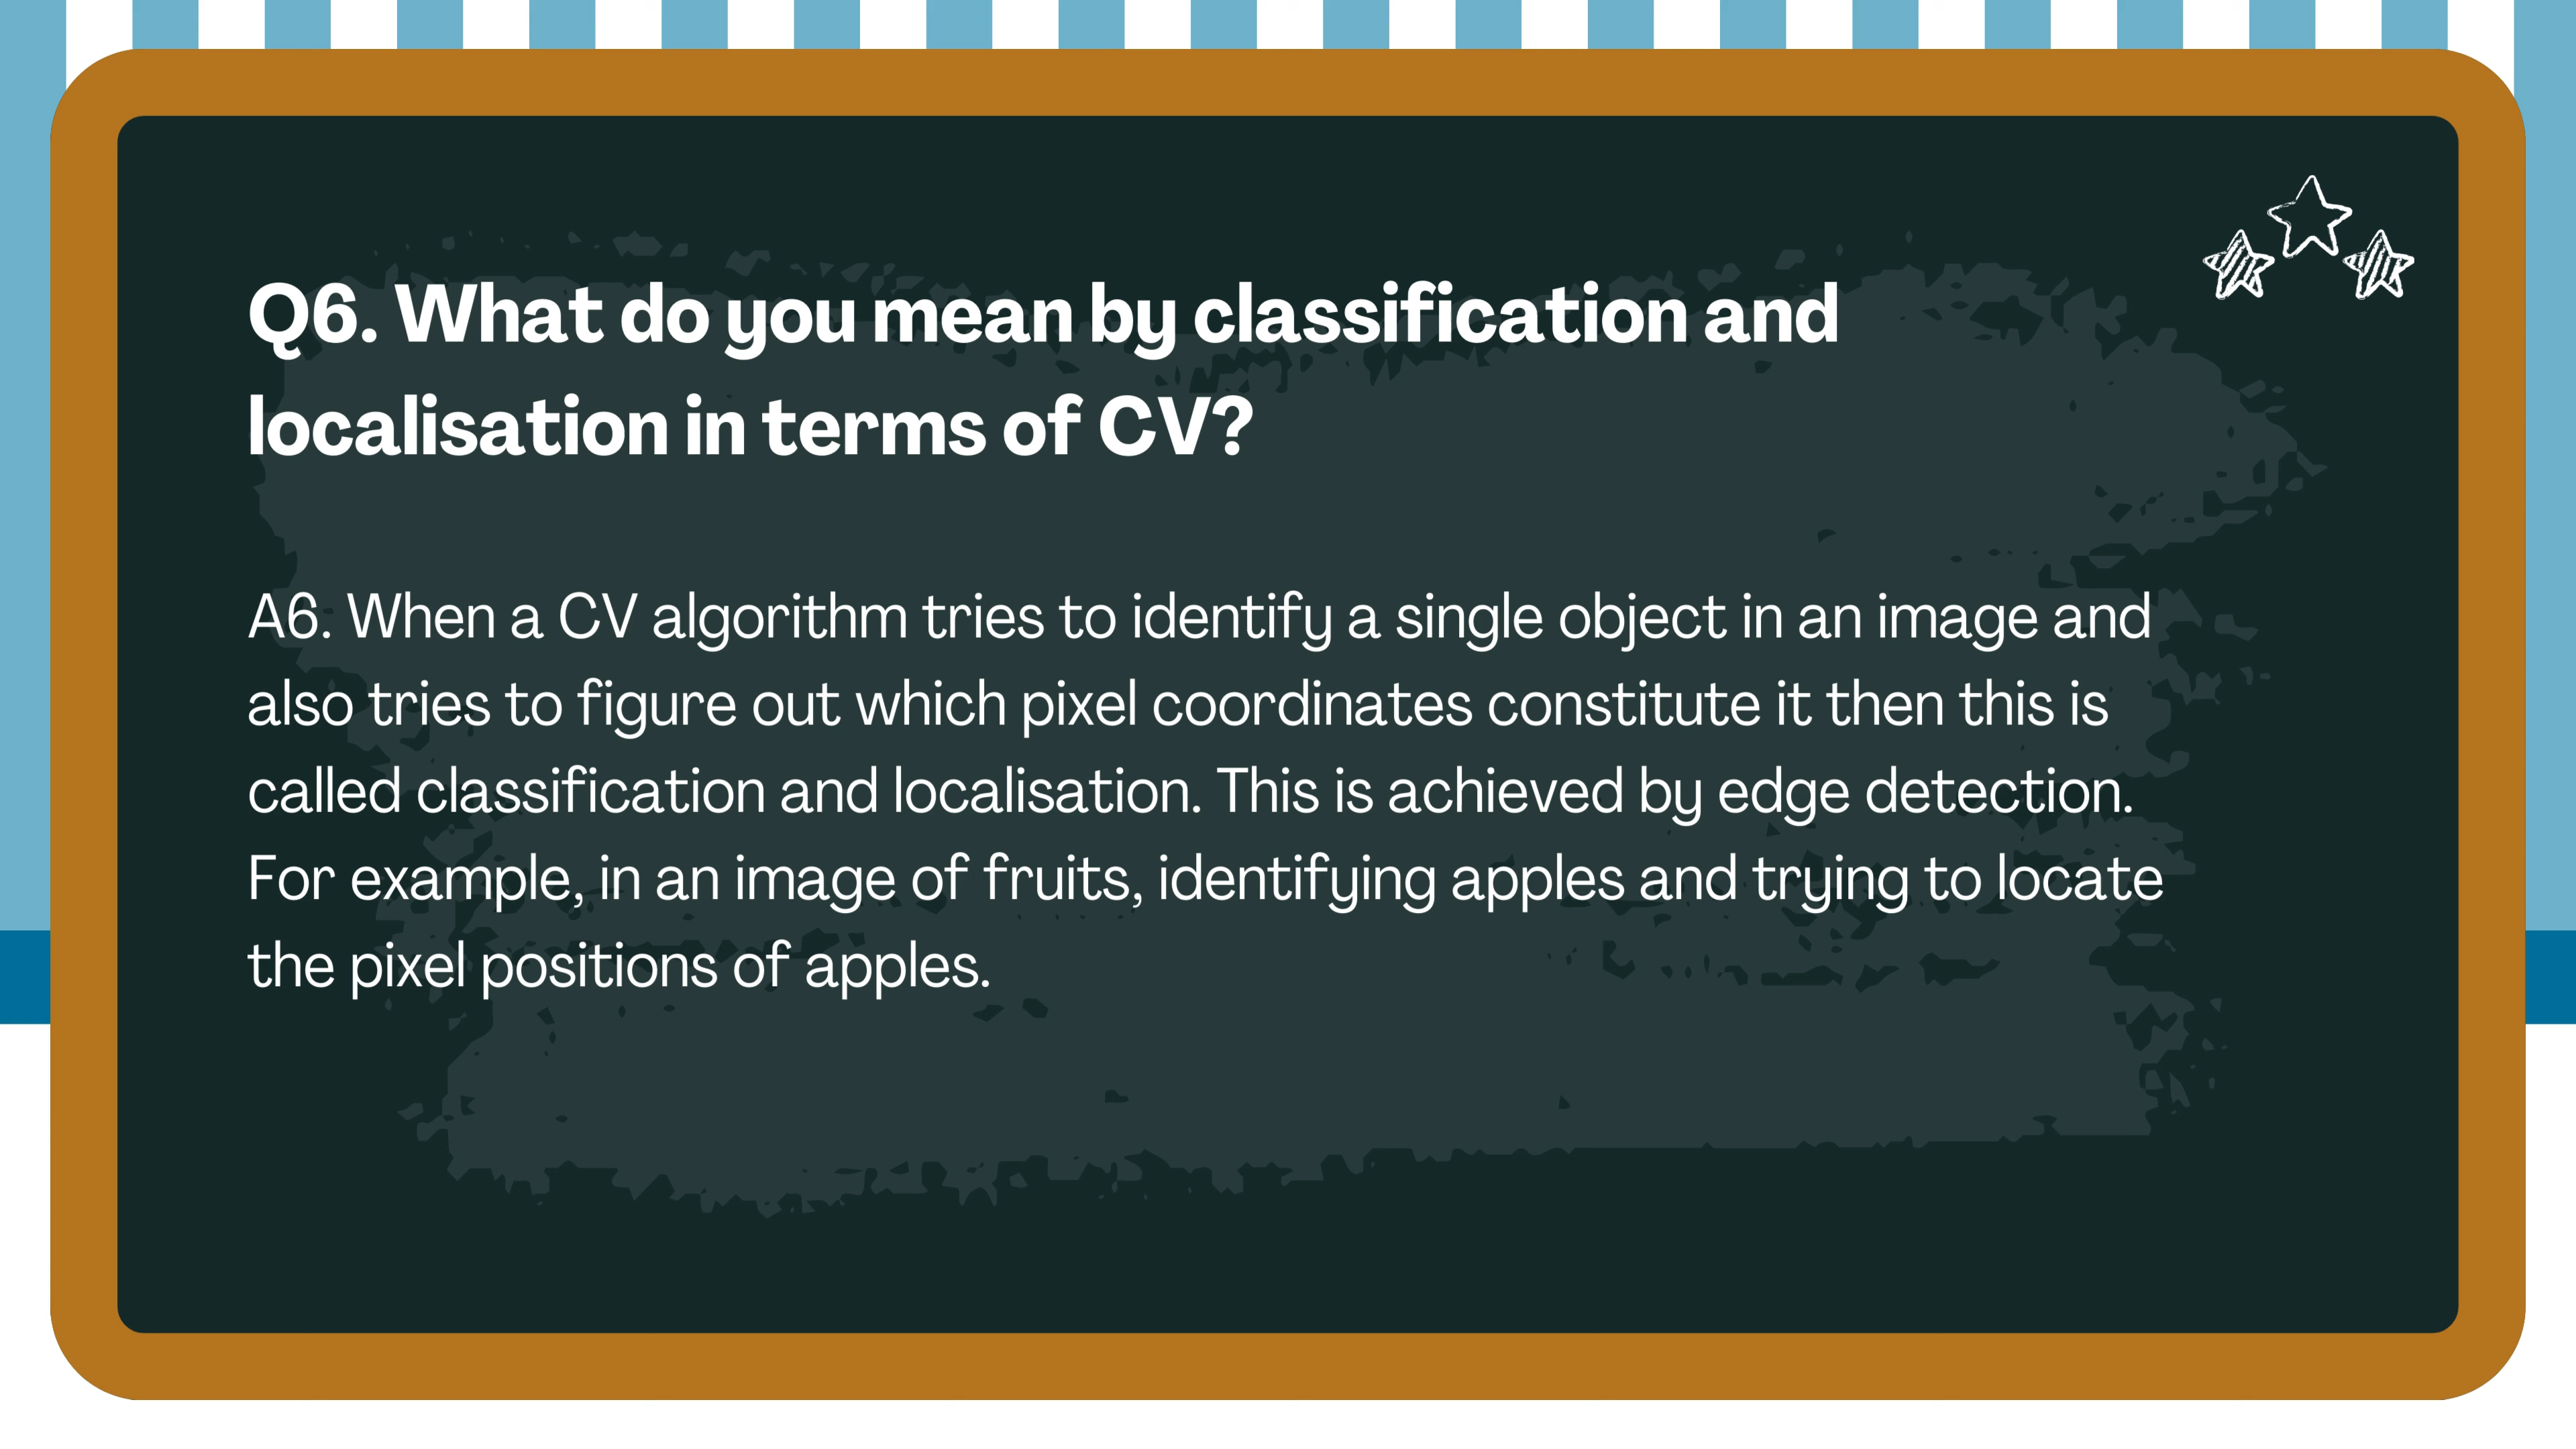 Q6. What do you mean by classification and
localisation in terms of CV?
A6. When a CV algorithm tries to identify a single object in an image and
also tries to figure out which pixel coordinates constitute it then this is
called classification and localisation. This is achieved by edge detection.
For example, in an image of fruits, identifying apples and trying to locate
the pixel positions of apples.